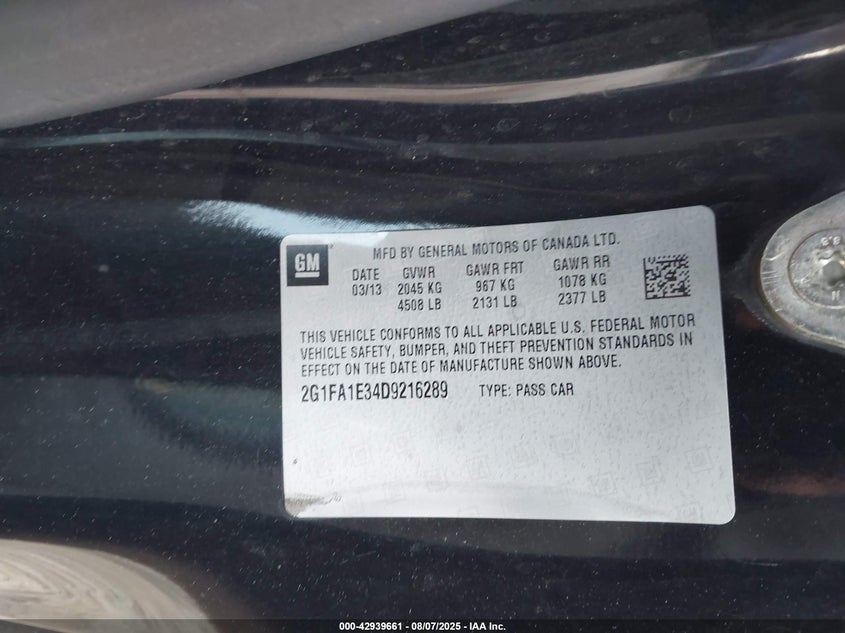 GM
MFD BY GENERAL MOTORS OF CANADA LTD.
DATE GVWR GAWR FRT GAWR RR
03/13 2045 KG 967 KG 1078 KG
4508 LB 2131 LB 2377 LB
THIS VEHICLE CONFORMS TO ALL APPLICABLE U.S. FEDERAL MOTOR
VEHICLE SAFETY, BUMPER, AND THEFT PREVENTION STANDARDS IN
EFFECT ON THE DATE OF MANUFACTURE SHOWN ABOVE.
2G1FA1E34D9216289 TYPE: PASS CAR
000-42939661 - 08/07/2025 - IAA Inc.